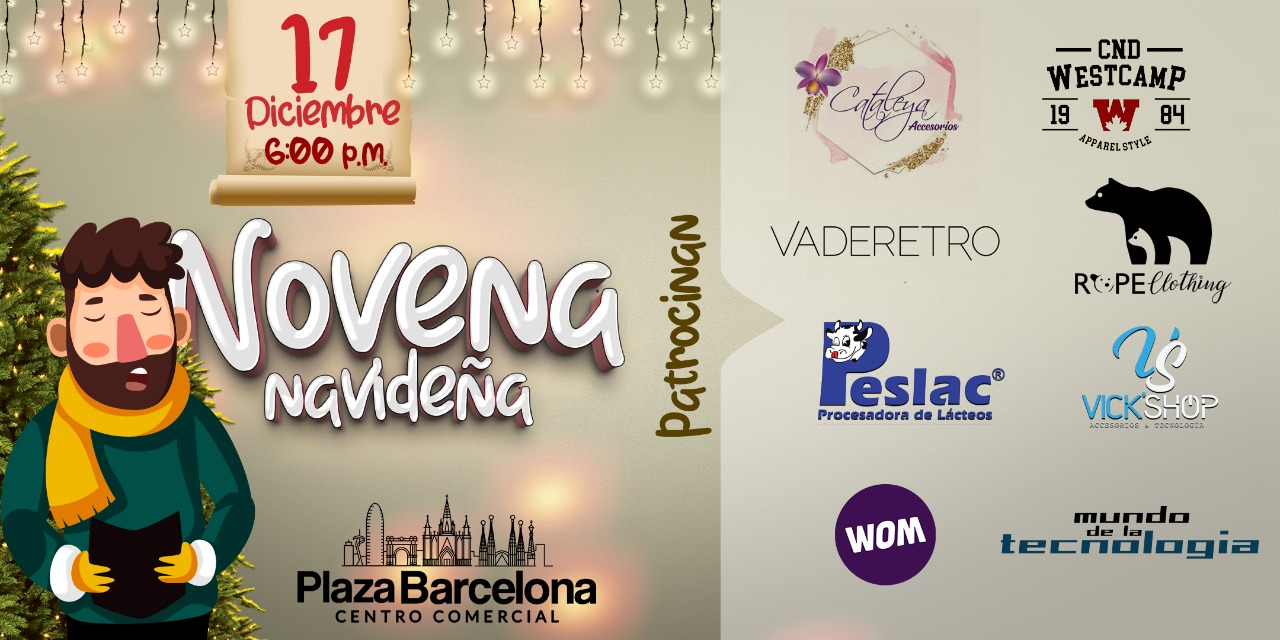 17
Diciembre
6:00 p.m.
Novena
navideña
Plaza Barcelona
CENTRO COMERCIAL
Patrocinan
Cataleya
Accesorios
CND
WESTCAMP
19 W 84
APPAREL STYLE
VADERETRO
ROPE Clothing
Peslac®
Procesadora de Lácteos
VS
VICK'SHOP
ACCESORIOS & TECNOLOGIA
WOM
mundo
de la
tecnologia